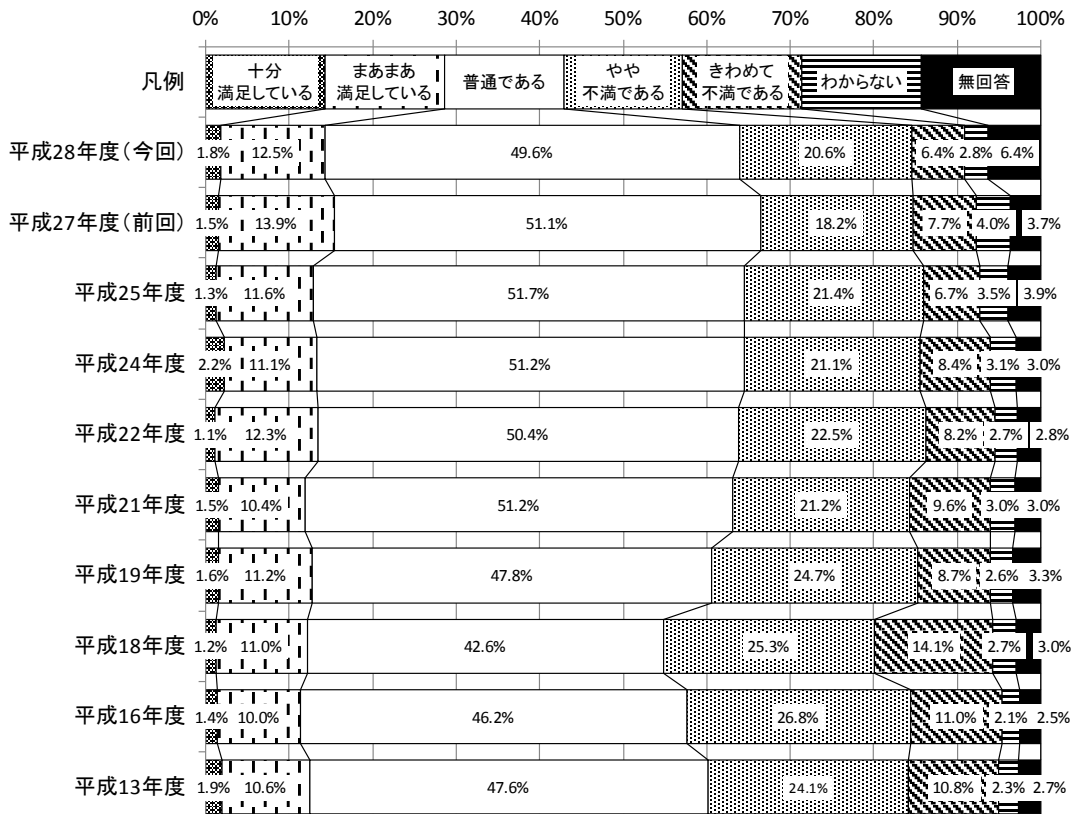 0% 10% 20% 30% 40% 50% 60% 70% 80% 90% 100%
凡例
十分
満足している
まあまあ
満足している
普通である
やや
不満である
きわめて
不満である
わからない
無回答
平成28年度(今回) 1.8% 12.5% 49.6% 20.6% 6.4% 2.8% 6.4%
平成27年度(前回) 1.5% 13.9% 51.1% 18.2% 7.7% 4.0% 3.7%
平成25年度 1.3% 11.6% 51.7% 21.4% 6.7% 3.5% 3.9%
平成24年度 2.2% 11.1% 51.2% 21.1% 8.4% 3.1% 3.0%
平成22年度 1.1% 12.3% 50.4% 22.5% 8.2% 2.7% 2.8%
平成21年度 1.5% 10.4% 51.2% 21.2% 9.6% 3.0% 3.0%
平成19年度 1.6% 11.2% 47.8% 24.7% 8.7% 2.6% 3.3%
平成18年度 1.2% 11.0% 42.6% 25.3% 14.1% 2.7% 3.0%
平成16年度 1.4% 10.0% 46.2% 26.8% 11.0% 2.1% 2.5%
平成13年度 1.9% 10.6% 47.6% 24.1% 10.8% 2.3% 2.7%